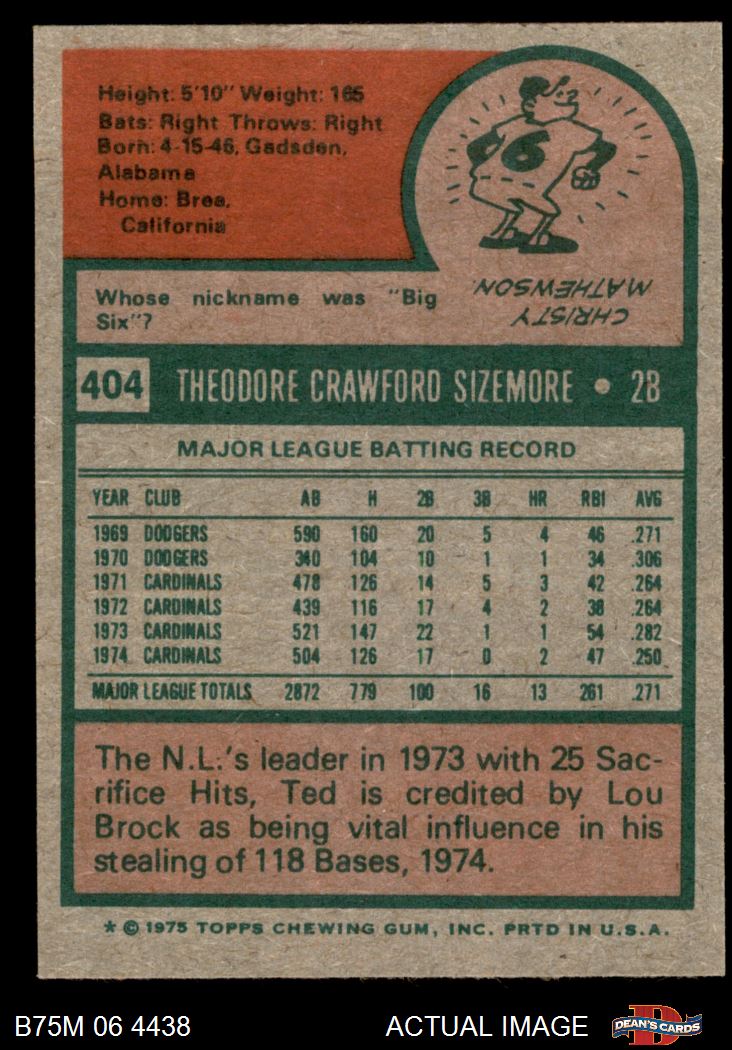 Height: 5'10" Weight: 165
Bats: Right Throws: Right
Born: 4-15-46, Gadsden,
Alabama
Home: Brea,
California
6
Whose nickname was "Big
Six"?
CHRISTY
MATHEWSON.
404 THEODORE CRAWFORD SIZEMORE • 2B
MAJOR LEAGUE BATTING RECORD
YEAR CLUB AB H 2B 3B HR RBI AVG
1969 DODGERS 590 160 20 5 4 46 .271
1970 DODGERS 340 104 10 1 1 34 .306
1971 CARDINALS 478 126 14 5 3 42 .264
1972 CARDINALS 439 116 17 4 2 38 .264
1973 CARDINALS 521 147 22 1 1 54 .282
1974 CARDINALS 504 126 17 0 2 47 .250
MAJOR LEAGUE TOTALS 2872 779 100 16 13 261 .271
The N.L.'s leader in 1973 with 25 Sac-
rifice Hits, Ted is credited by Lou
Brock as being vital influence in his
stealing of 118 Bases, 1974.
* © 1975 TOPPS CHEWING GUM, INC. PRTD IN U.S.A.
B75M 06 4438 ACTUAL IMAGE D DEAN'S CARDS